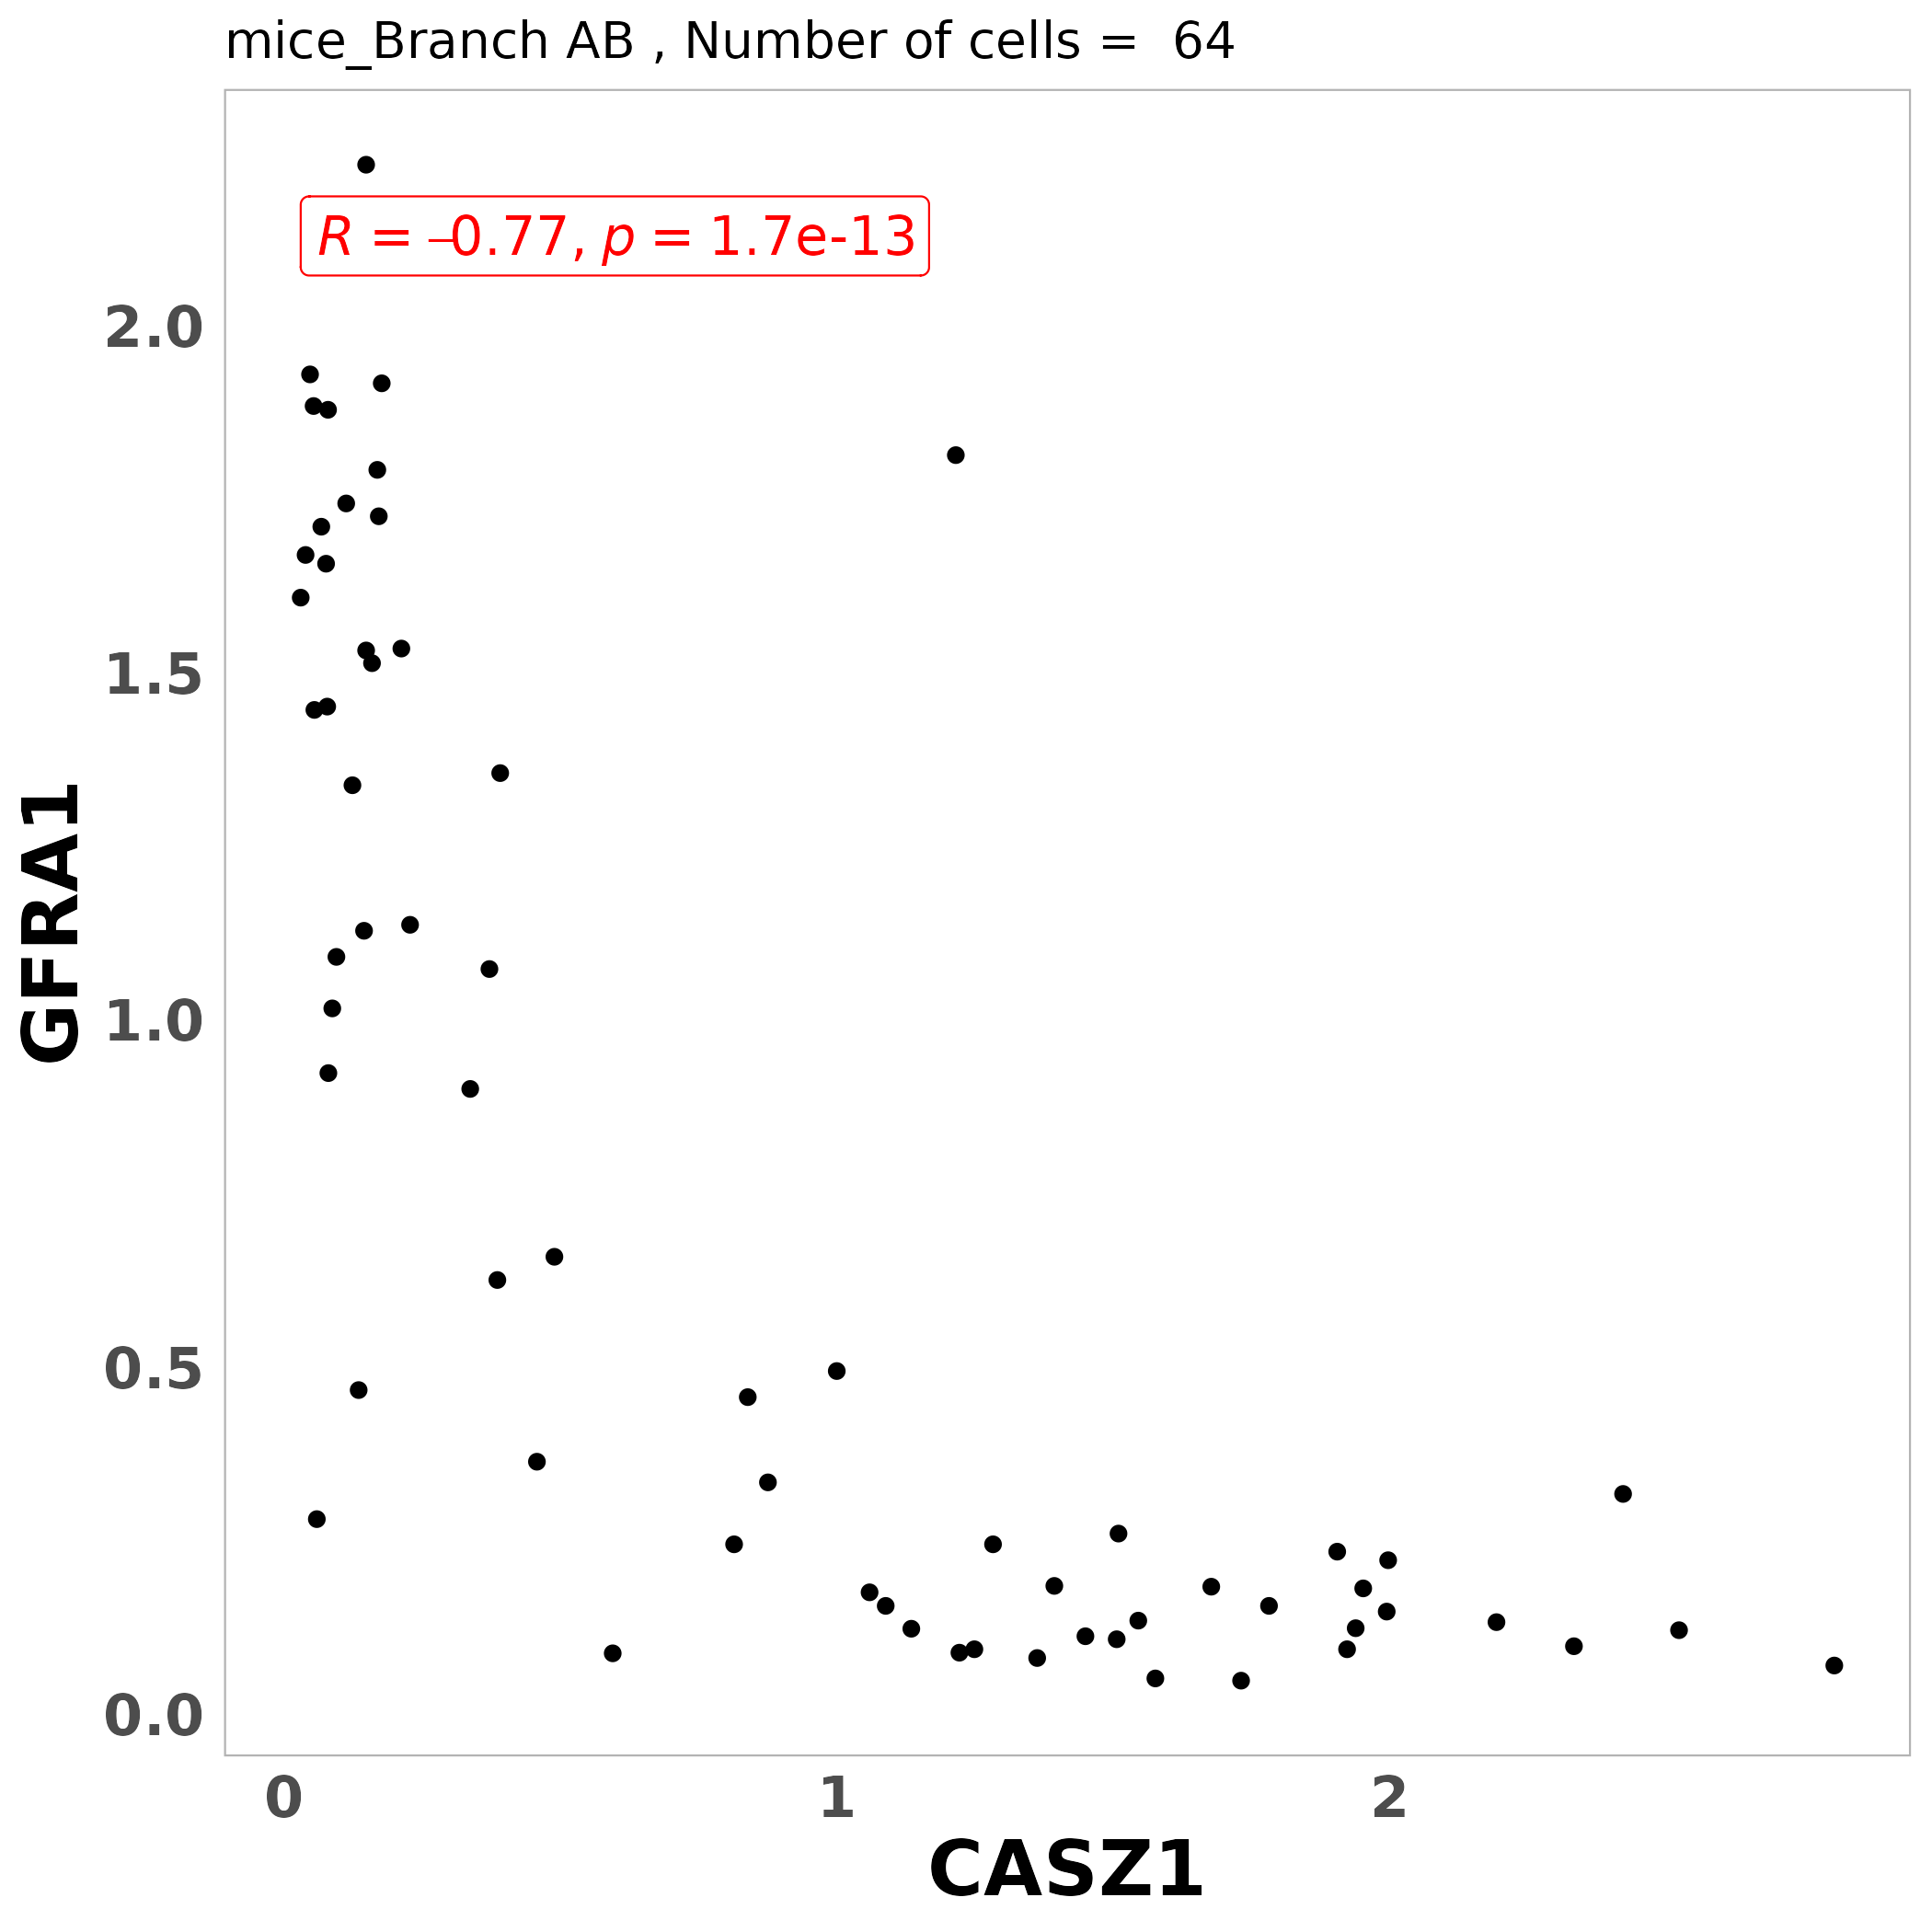 mice_Branch AB , Number of cells =  64
R = –0.77, p = 1.7e-13
2.0
1.5
1.0
0.5
0.0
GFRA1
0 1 2
CASZ1